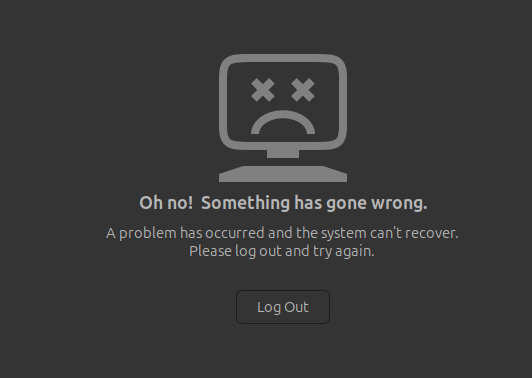 Oh no!  Something has gone wrong.
A problem has occurred and the system can't recover.
Please log out and try again.
Log Out